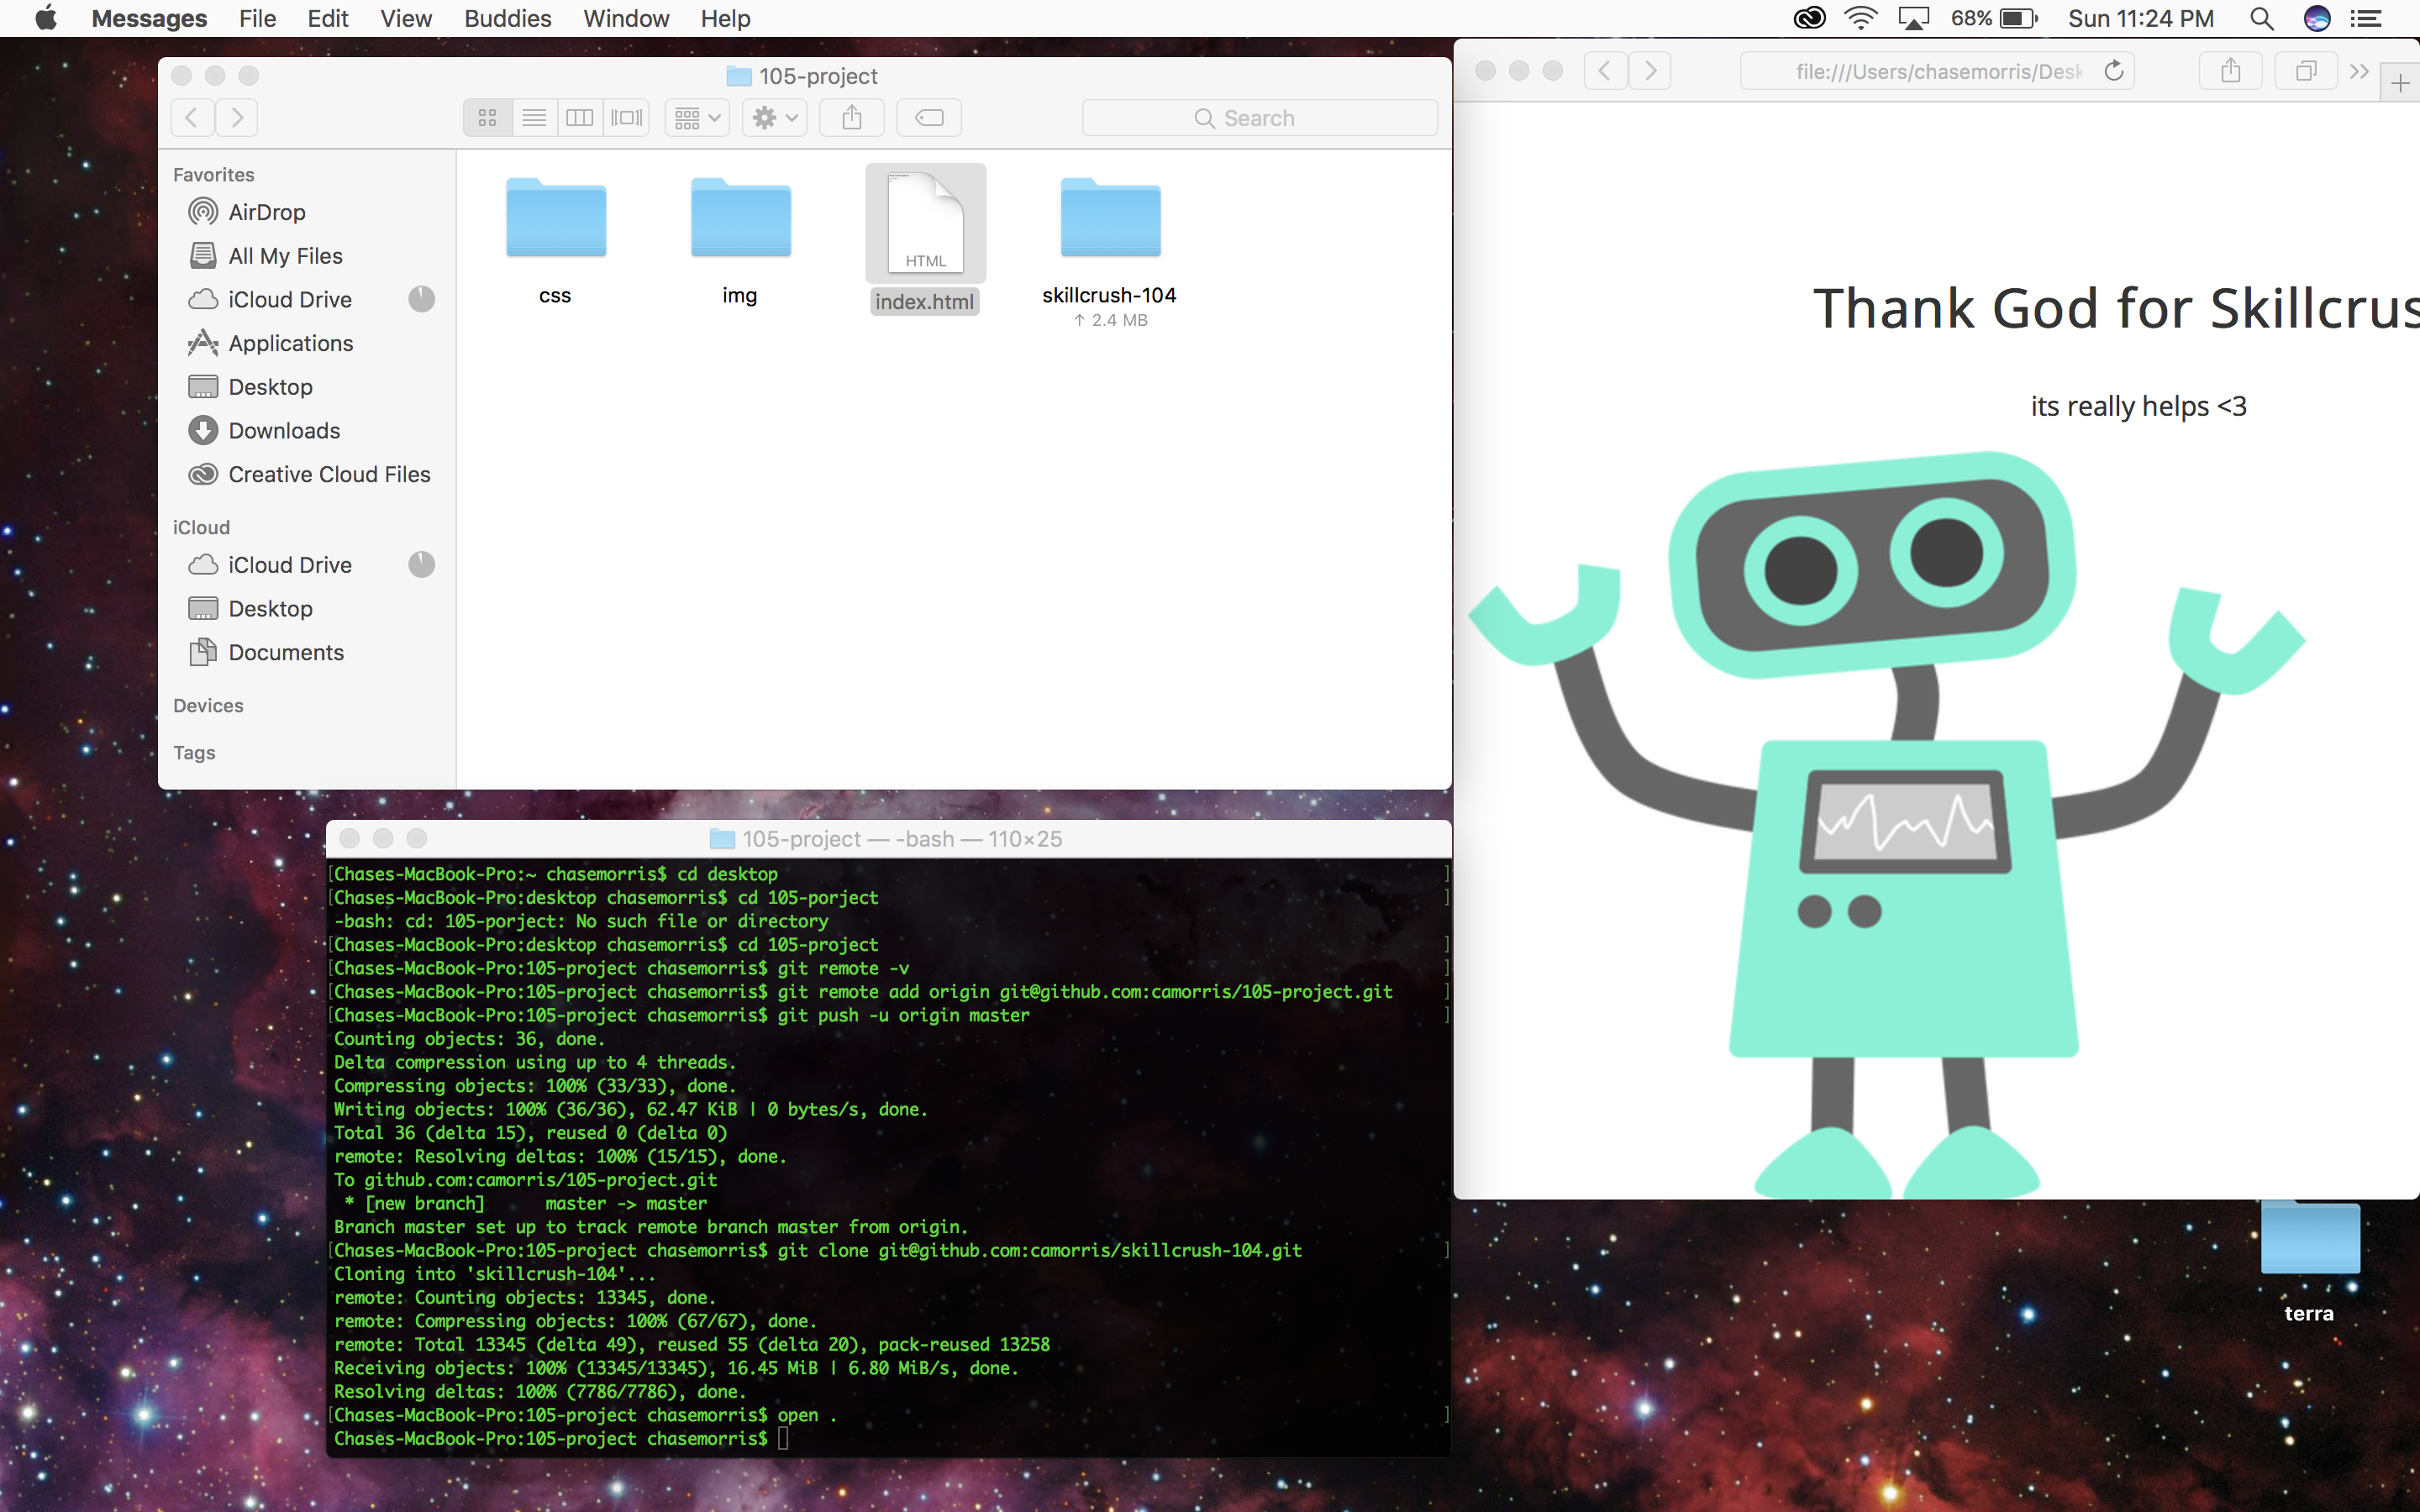 Messages File Edit View Buddies Window Help 68% Sun 11:24 PM
105-project
Search
Favorites
AirDrop
All My Files
iCloud Drive
Applications
Desktop
Downloads
Creative Cloud Files
iCloud
iCloud Drive
Desktop
Documents
Devices
Tags
HTML
css img index.html skillcrush-104
↑ 2.4 MB
file:///Users/chasemorris/Desk
Thank God for Skillcrus
its really helps <3
105-project — -bash — 110×25
[Chases-MacBook-Pro:~ chasemorris$ cd desktop ]
[Chases-MacBook-Pro:desktop chasemorris$ cd 105-porject ]
-bash: cd: 105-porject: No such file or directory
[Chases-MacBook-Pro:desktop chasemorris$ cd 105-project ]
[Chases-MacBook-Pro:105-project chasemorris$ git remote -v ]
[Chases-MacBook-Pro:105-project chasemorris$ git remote add origin git@github.com:camorris/105-project.git ]
[Chases-MacBook-Pro:105-project chasemorris$ git push -u origin master ]
Counting objects: 36, done.
Delta compression using up to 4 threads.
Compressing objects: 100% (33/33), done.
Writing objects: 100% (36/36), 62.47 KiB | 0 bytes/s, done.
Total 36 (delta 15), reused 0 (delta 0)
remote: Resolving deltas: 100% (15/15), done.
To github.com:camorris/105-project.git
* [new branch] master -> master
Branch master set up to track remote branch master from origin.
[Chases-MacBook-Pro:105-project chasemorris$ git clone git@github.com:camorris/skillcrush-104.git ]
Cloning into 'skillcrush-104'...
remote: Counting objects: 13345, done.
remote: Compressing objects: 100% (67/67), done.
remote: Total 13345 (delta 49), reused 55 (delta 20), pack-reused 13258
Receiving objects: 100% (13345/13345), 16.45 MiB | 6.80 MiB/s, done.
Resolving deltas: 100% (7786/7786), done.
[Chases-MacBook-Pro:105-project chasemorris$ open . ]
Chases-MacBook-Pro:105-project chasemorris$
terra